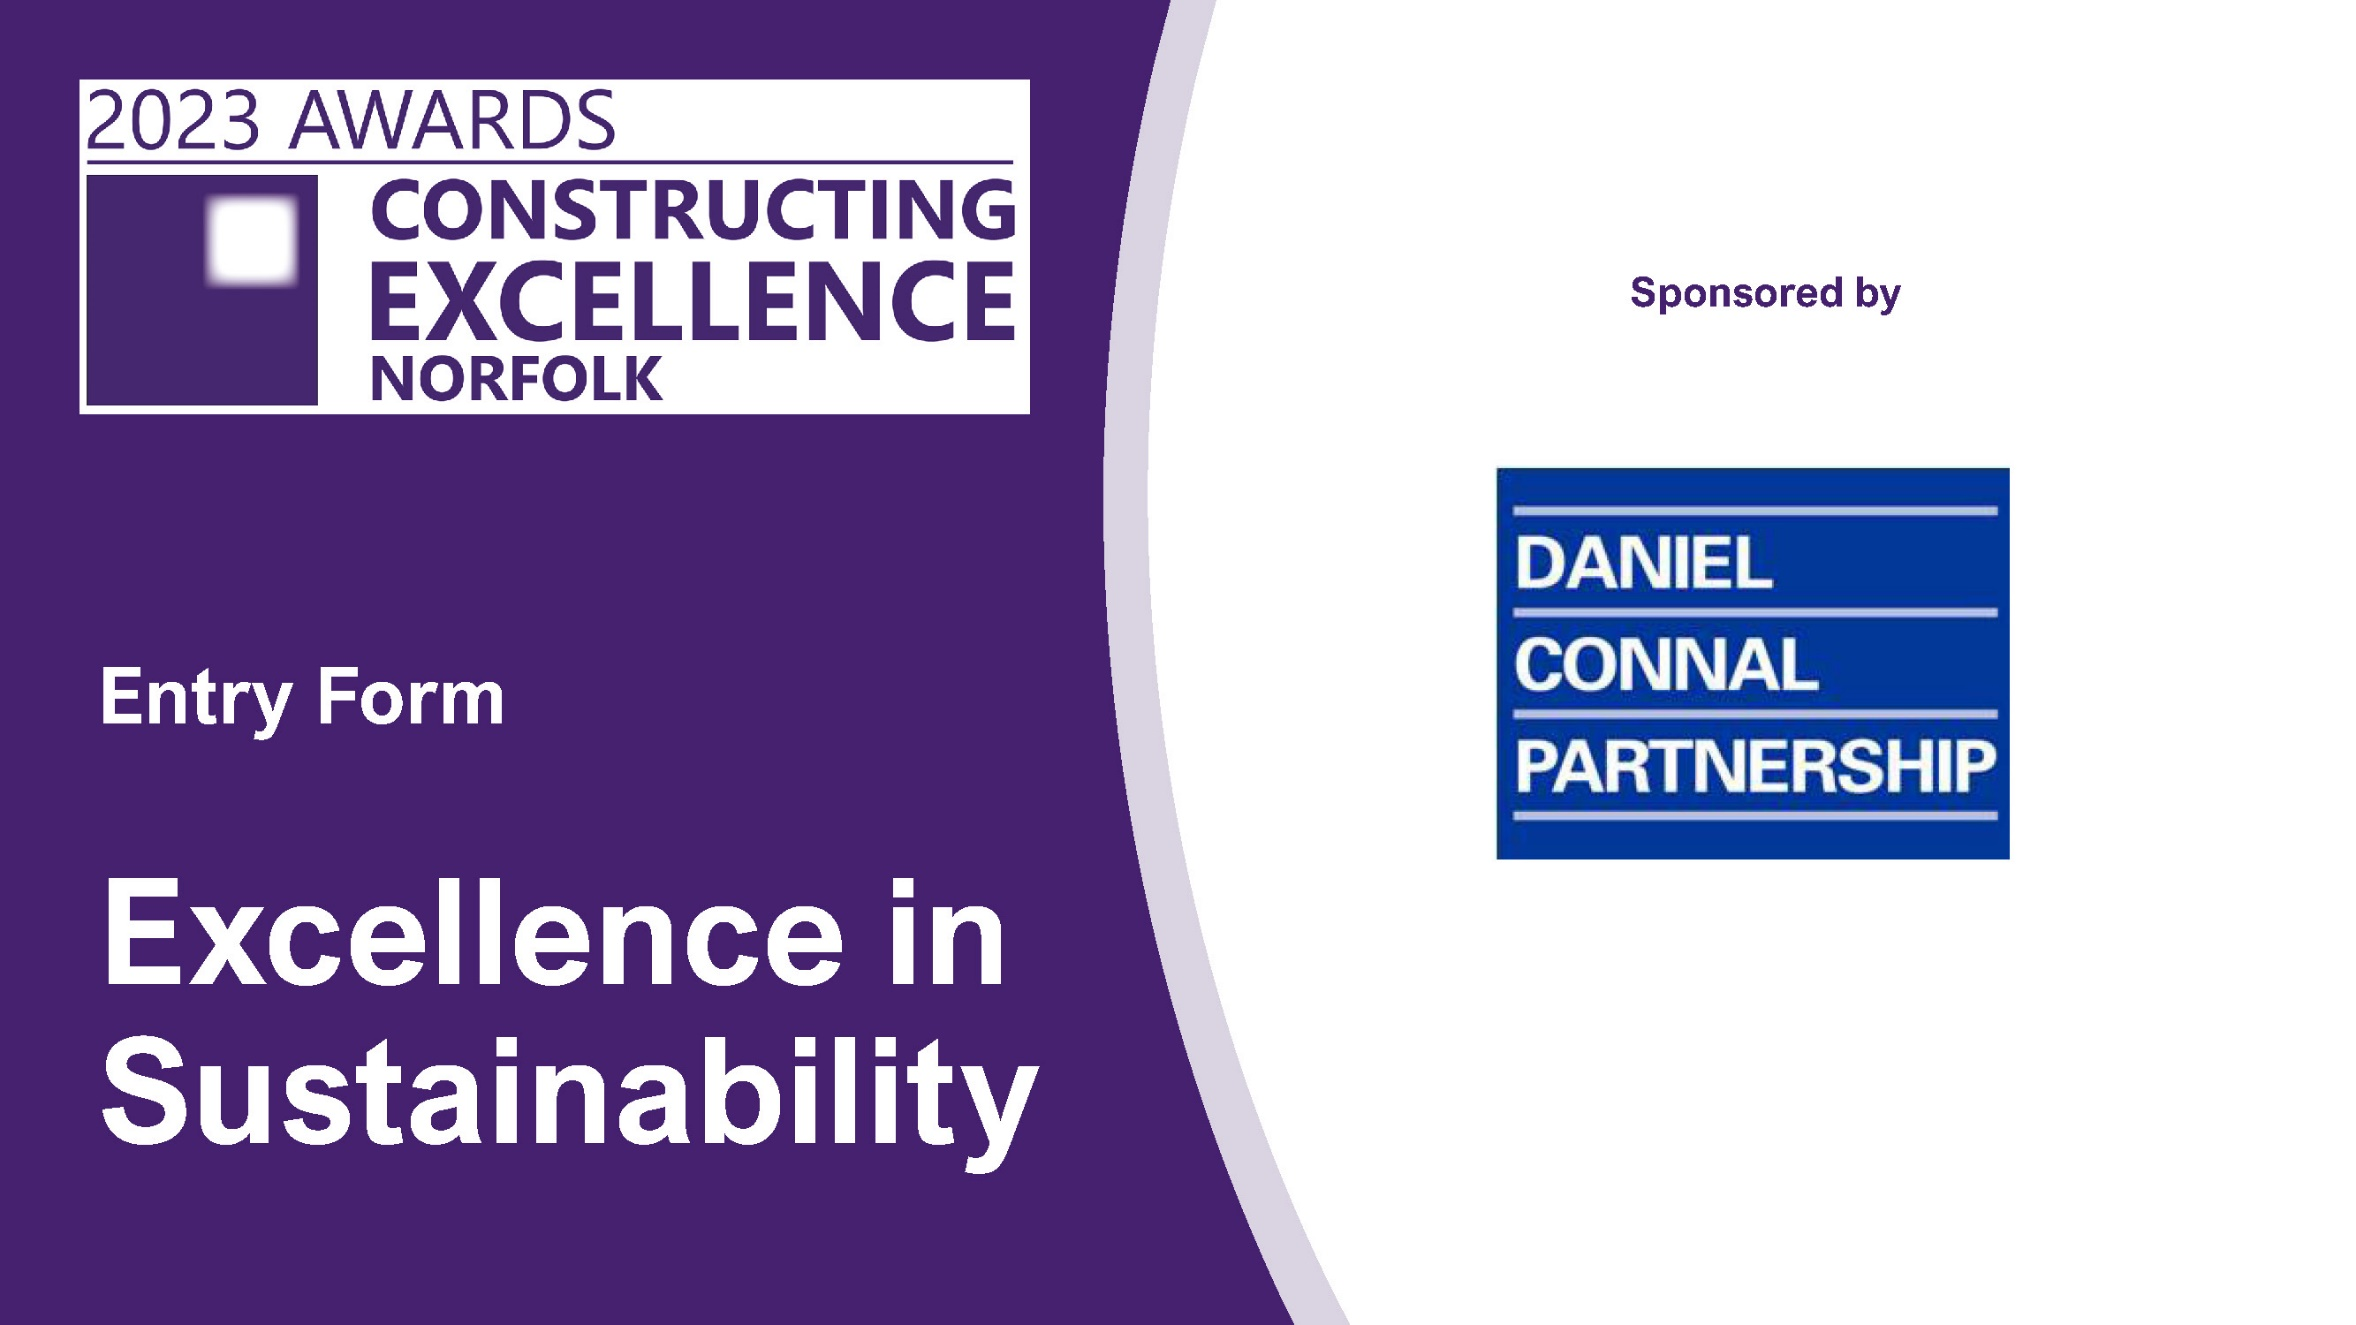 2023 AWARDS
CONSTRUCTING
EXCELLENCE
NORFOLK
Entry Form
Excellence in
Sustainability
Sponsored by
DANIEL
CONNAL
PARTNERSHIP